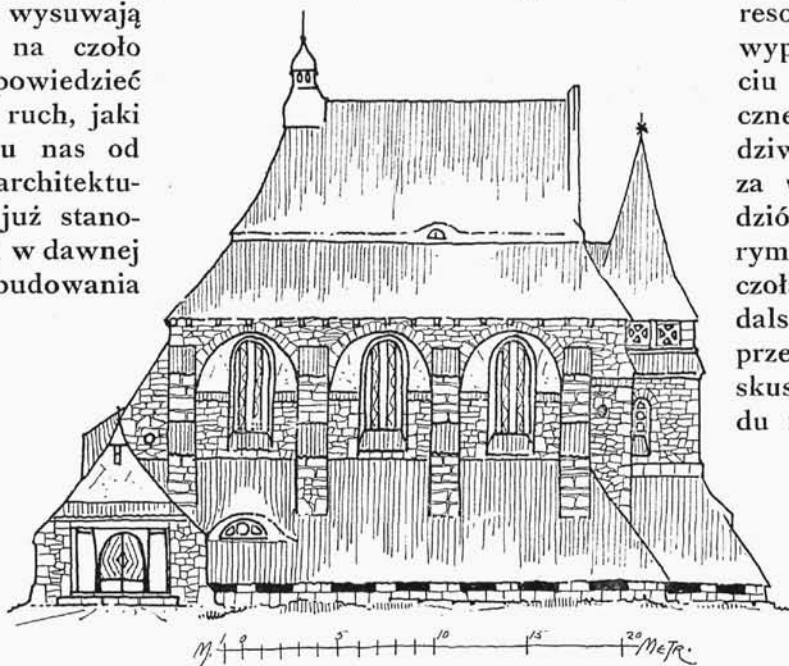 wysuwają
na czoło
powiedzieć
ruch, jaki
u nas od
architektu-
już stano-
w dawnej
budowania
reso
wyp
ciu
czne
dziw
za w
dzió
rym
czoła
dals
prze
skus
du
M. 1 0 5 10 15 20 METR.